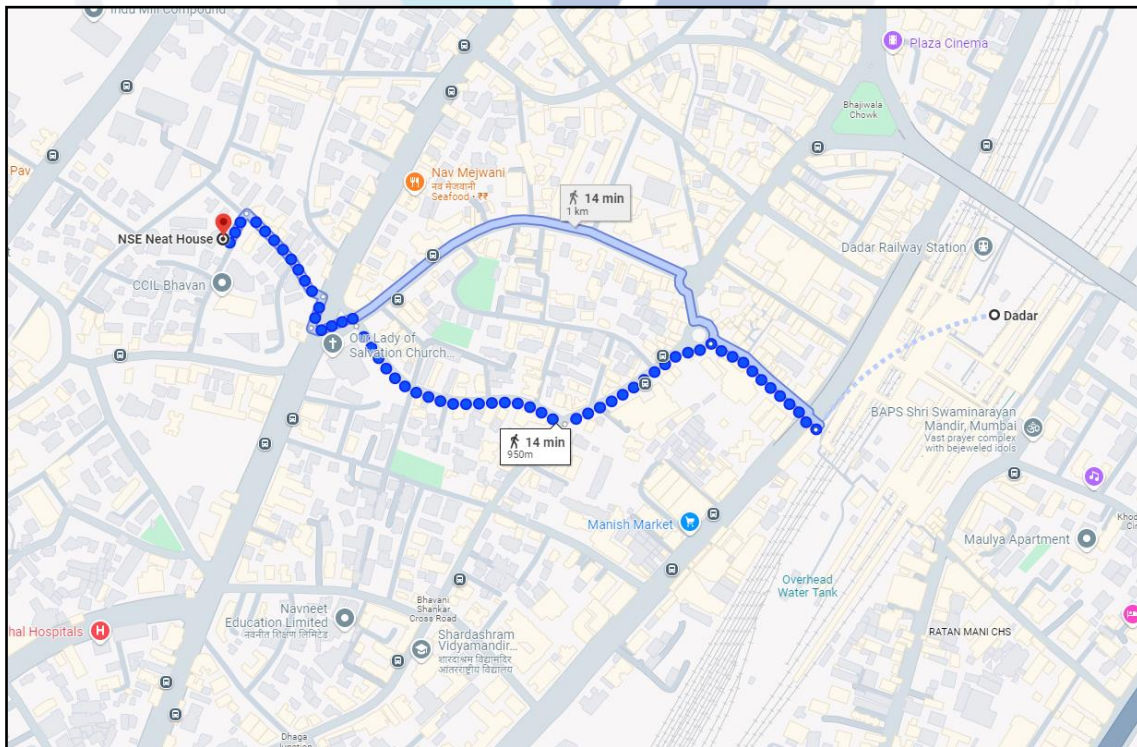 Indu Mill Compound
Plaza Cinema
Bhajiwala
Chowk
Pav
Nav Mejwani
नव मेजवानी
Seafood • ₹₹
14 min
1 km
NSE Neat House
Dadar Railway Station
CCIL Bhavan
Dadar
Our Lady of
Salvation Church...
BAPS Shri Swaminarayan
Mandir, Mumbai
Vast prayer complex
with bejeweled idols
14 min
950m
Manish Market
Maulya Apartment
Overhead
Water Tank
Bhavani
Shankar
Cross Road
Navneet
Education Limited
नवनीत शिक्षण लिमिटेड
hal Hospitals
H
RATAN MANI CHS
Shardashram
Vidyamandir...
शारदाश्रम विद्यामंदिर
आंतरराष्ट्रीय विद्यालय
Dhaga